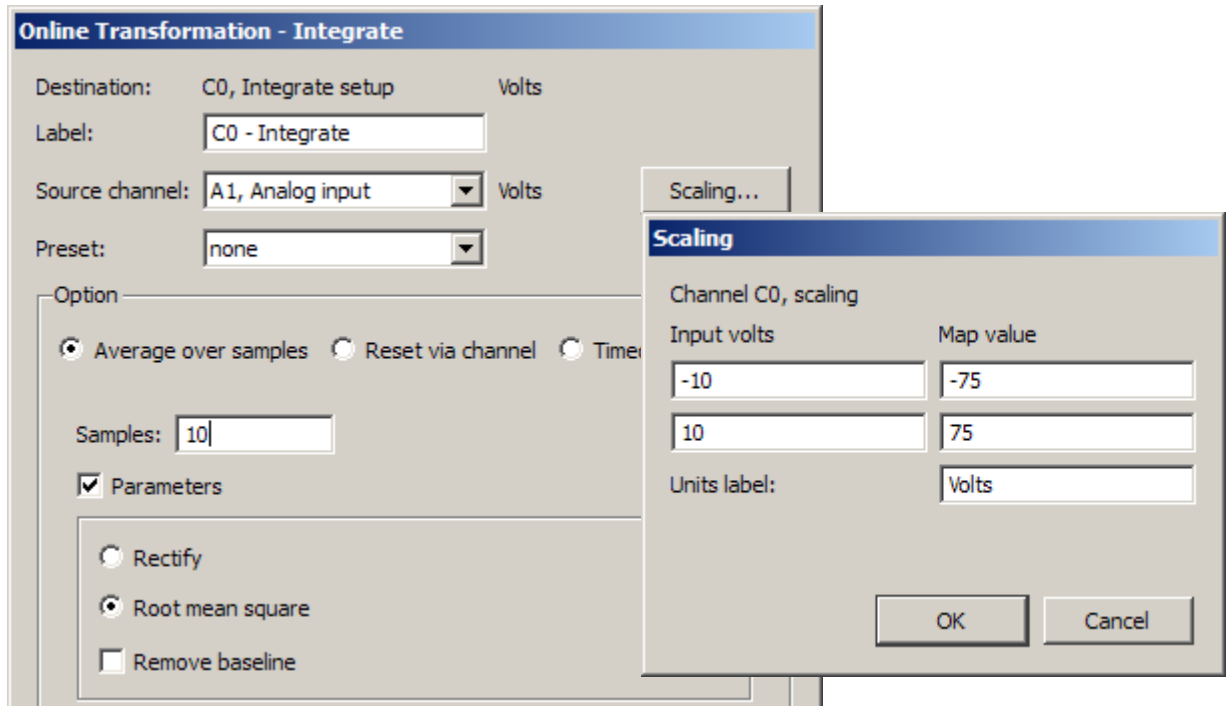 Online Transformation - Integrate
Destination: C0, Integrate setup Volts
Label: C0 - Integrate
Source channel: A1, Analog input Volts Scaling...
Preset: none
Option
Average over samples Reset via channel
Samples: 10
Parameters
Rectify
Root mean square
Remove baseline
Scaling
Channel C0, scaling
Input volts Map value
-10 -75
10 75
Units label: Volts
OK Cancel